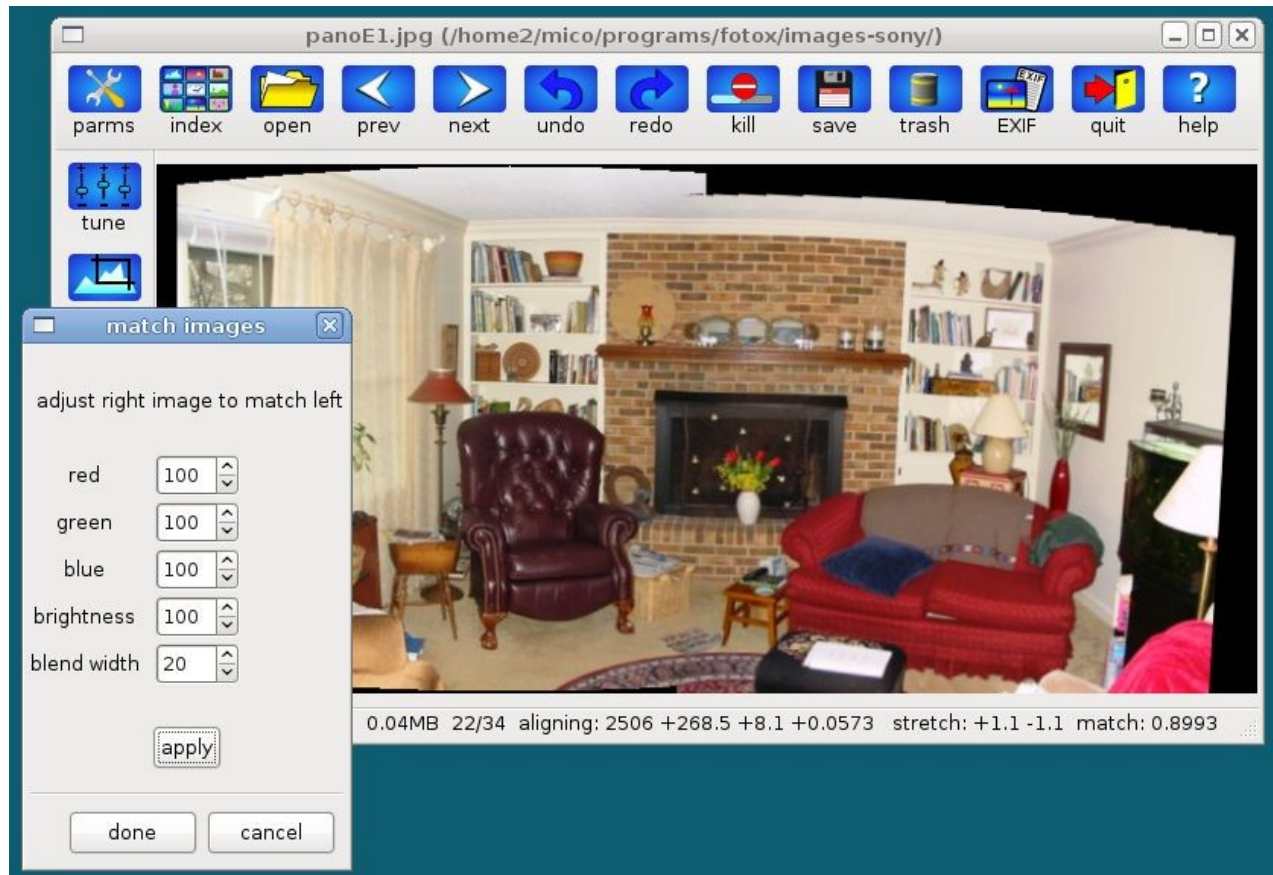 panoE1.jpg (/home2/mico/programs/fotox/images-sony/)
parms index open prev next undo redo kill save trash EXIF quit help
EXIF
?
tune
match images
adjust right image to match left
red 100
green 100
blue 100
brightness 100
blend width 20
apply
done cancel
0.04MB 22/34 aligning: 2506 +268.5 +8.1 +0.0573 stretch: +1.1 -1.1 match: 0.8993